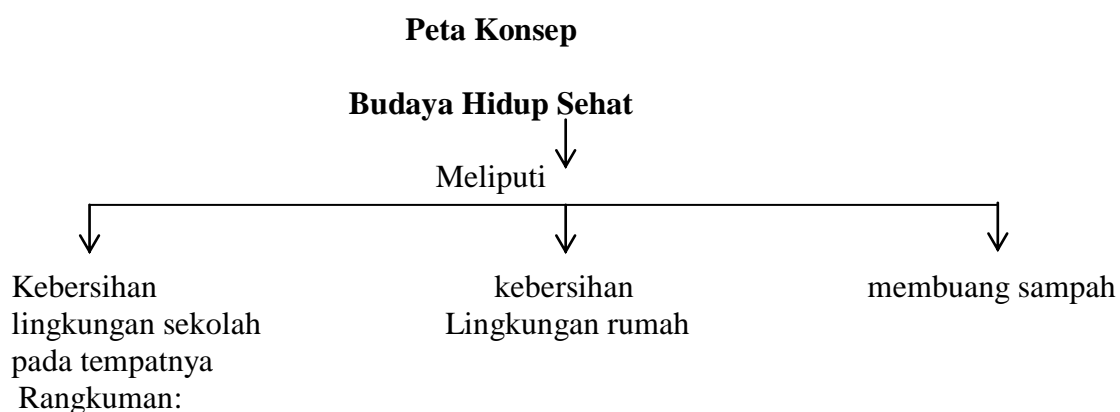 Peta Konsep
Budaya Hidup Sehat
Meliputi
Kebersihan kebersihan membuang sampah
lingkungan sekolah Lingkungan rumah
pada tempatnya
Rangkuman: